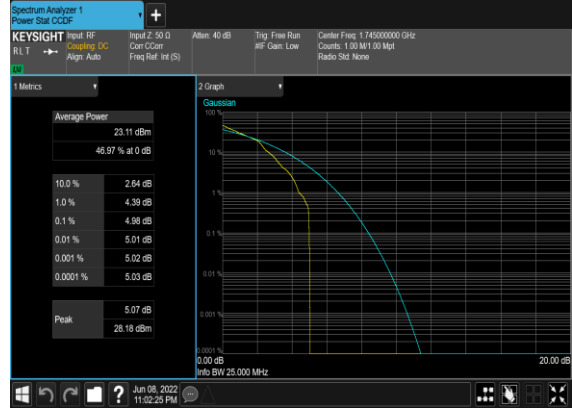 Spectrum Analyzer 1
Power Stat CCDF
+
KEYSIGHT
RLT
Input: RF
Coupling: DC
Align: Auto
Input Z: 50 Ω
Corr CCorr
Freq Ref: Int (S)
Atten: 40 dB
Trig: Free Run
#IF Gain: Low
Center Freq: 1.745000000 GHz
Counts: 1.00 M/1.00 Mpt
Radio Std: None
1 Metrics
Average Power
23.11 dBm
46.97 % at 0 dB
10.0 % 2.64 dB
1.0 % 4.39 dB
0.1 % 4.98 dB
0.01 % 5.01 dB
0.001 % 5.02 dB
0.0001 % 5.03 dB
Peak
5.07 dB
28.18 dBm
2 Graph
Gaussian
100 %
10 %
1 %
0.1 %
0.01 %
0.001 %
0.0001 %
0.00 dB
20.00 dB
Info BW 25.000 MHz
?
Jun 08, 2022
11:02:25 PM